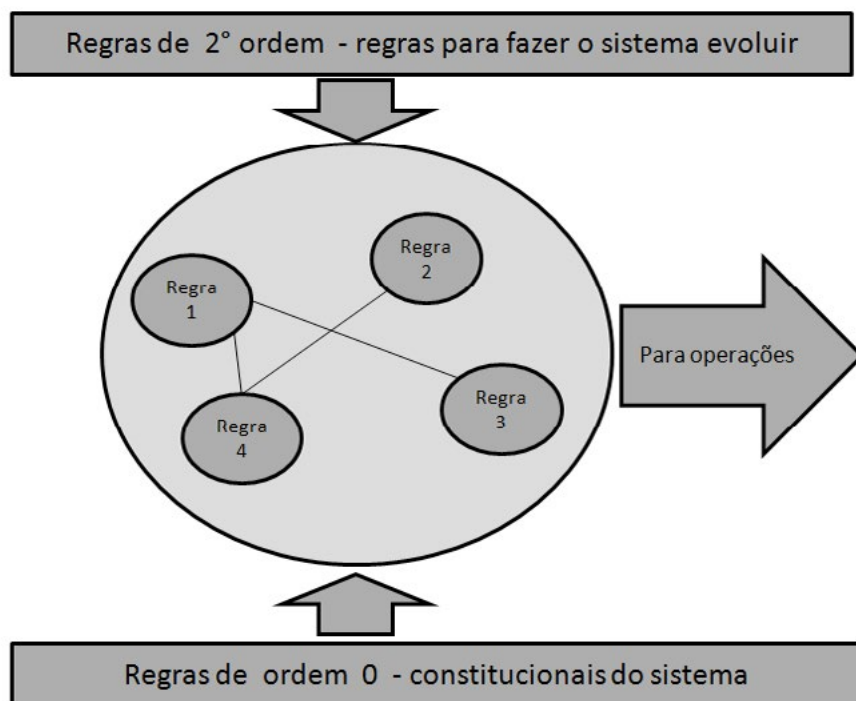 Regras de 2° ordem - regras para fazer o sistema evoluir
Regra
2
Regra
1
Para operações
Regra
3
Regra
4
Regras de ordem 0 - constitucionais do sistema